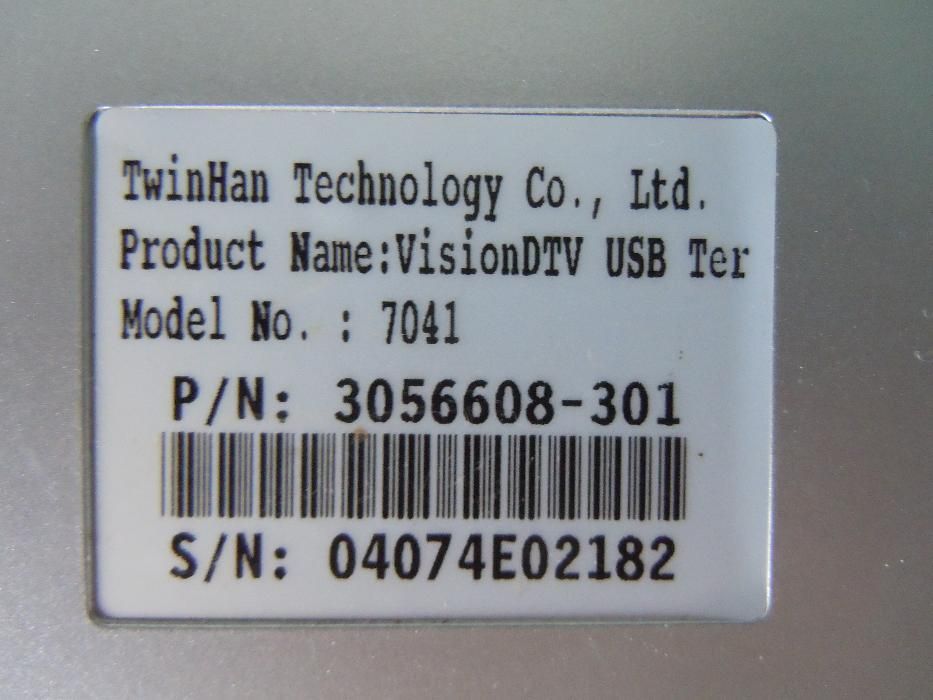 TwinHan Technology Co., Ltd.
Product Name:VisionDTV USB Ter
Model No. : 7041
P/N: 3056608-301
S/N: 04074E02182